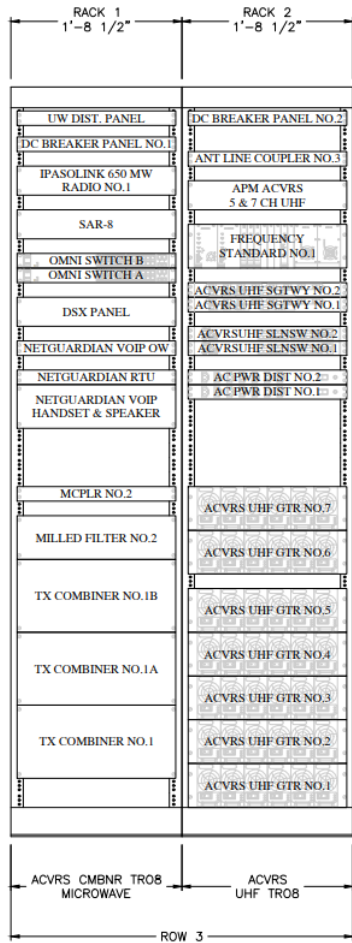 RACK 1
1'-8 1/2"
RACK 2
1'-8 1/2"
UW DIST. PANEL
DC BREAKER PANEL NO.1
IPASOLINK 650 MW
RADIO NO.1
SAR-8
OMNI SWITCH B
OMNI SWITCH A
DSX PANEL
NETGUARDIAN VOIP OW
NETGUARDIAN RTU
NETGUARDIAN VOIP
HANDSET & SPEAKER
MCPLR NO.2
MILLED FILTER NO.2
TX COMBINER NO.1B
TX COMBINER NO.1A
TX COMBINER NO.1
DC BREAKER PANEL NO.2
ANT LINE COUPLER NO.3
APM ACVRS
5 & 7 CH UHF
FREQUENCY
STANDARD NO.1
ACVRS UHF SGTWY NO.2
ACVRS UHF SGTWY NO.1
ACVRSUHF SLNSW NO.2
ACVRSUHF SLNSW NO.1
AC PWR DIST NO.2
AC PWR DIST NO.1
ACVRS UHF GTR NO.7
ACVRS UHF GTR NO.6
ACVRS UHF GTR NO.5
ACVRS UHF GTR NO.4
ACVRS UHF GTR NO.3
ACVRS UHF GTR NO.2
ACVRS UHF GTR NO.1
ACVRS CMBNR TR08
MICROWAVE
ACVRS
UHF TR08
ROW 3